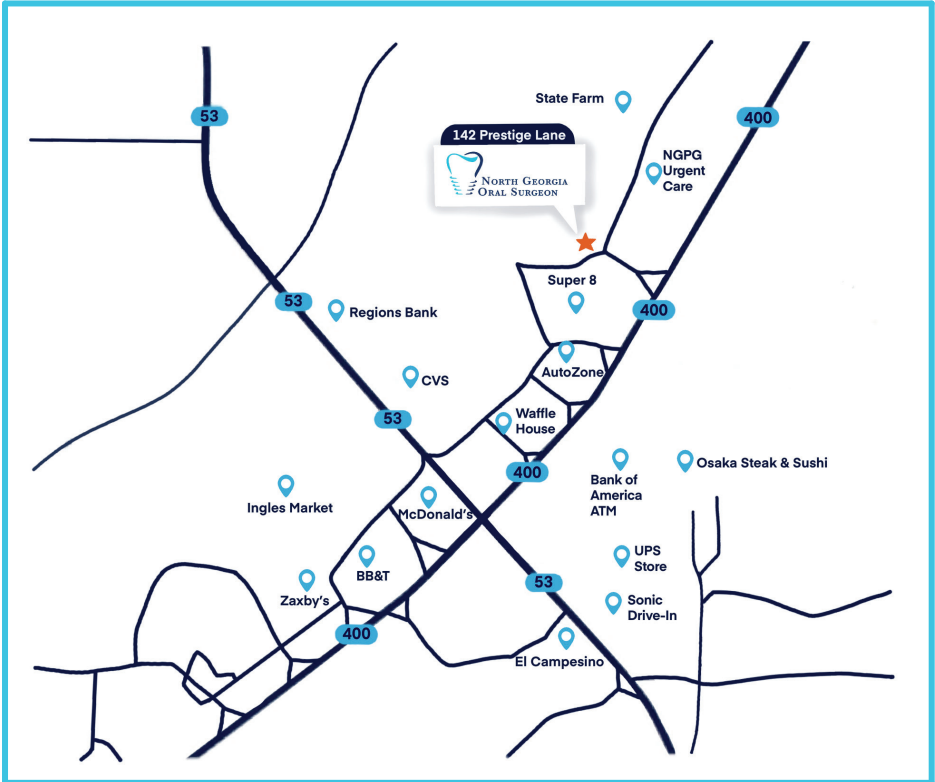 53
400
State Farm
142 Prestige Lane
NORTH GEORGIA
ORAL SURGEON
NGPG
Urgent
Care
Super 8
53
Regions Bank
400
AutoZone
CVS
53
Waffle
House
400
Bank of
America
ATM
Osaka Steak & Sushi
Ingles Market
McDonald's
BB&T
UPS
Store
Zaxby's
53
Sonic
Drive-In
400
El Campesino